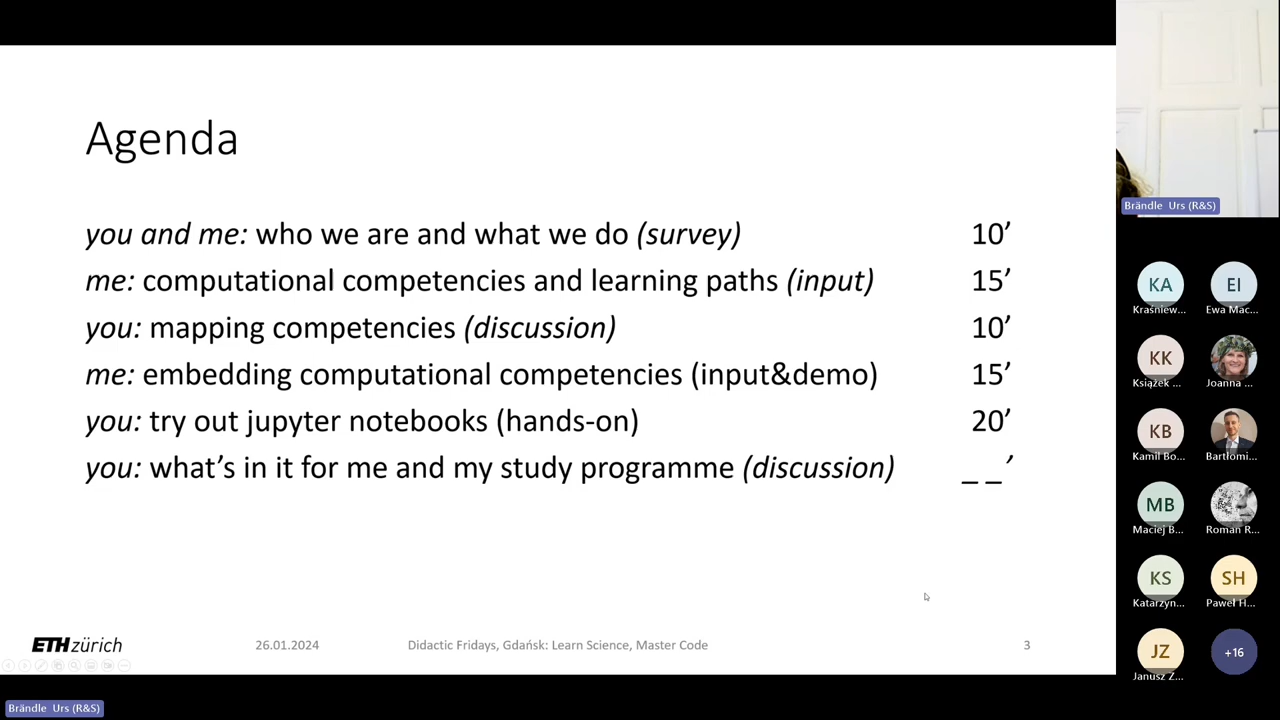 Agenda
you and me: who we are and what we do (survey) 10’
me: computational competencies and learning paths (input) 15’
you: mapping competencies (discussion) 10’
me: embedding computational competencies (input&demo) 15’
you: try out jupyter notebooks (hands-on) 20’
you: what’s in it for me and my study programme (discussion) _ _’
ETH zürich 26.01.2024 Didactic Fridays, Gdańsk: Learn Science, Master Code 3
Brändle Urs (R&S)
Brändle Urs (R&S)
KA EI
Kraśniew... Ewa Mac...
KK
Książek ... Joanna ...
KB
Kamil Bo... Bartłomi...
MB
Maciej B... Roman R...
KS SH
Katarzyn... Paweł H...
JZ +16
Janusz Z...